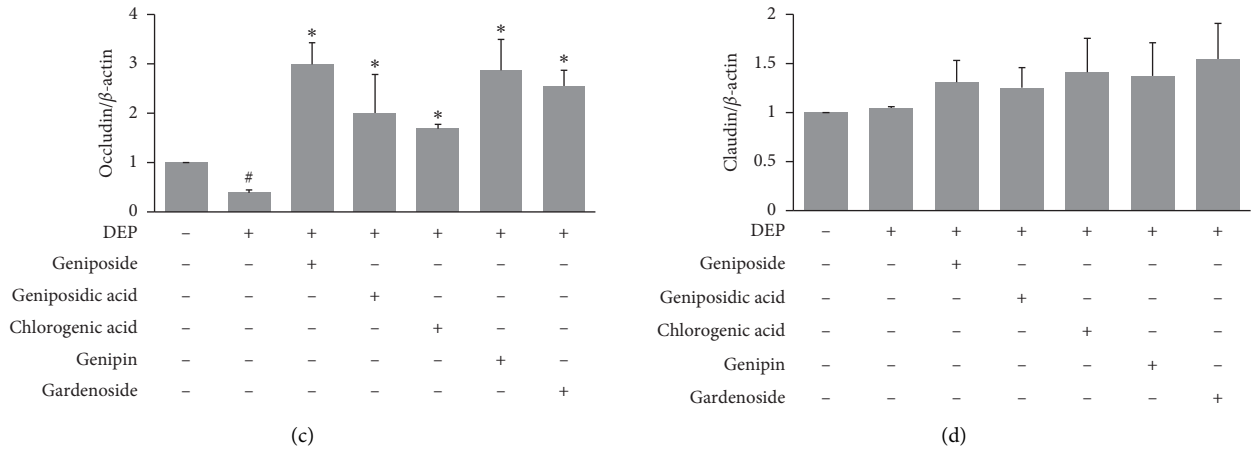 4
3
2
1
0
Occludin/β-actin
* * * * *
#
DEP – + + + + + +
Geniposide – – + – – – –
Geniposidic acid – – – + – – –
Chlorogenic acid – – – – + – –
Genipin – – – – – + –
Gardenoside – – – – – – +
(c)
2
1.5
1
0.5
0
Claudin/β-actin
DEP – + + + + + +
Geniposide – – + – – – –
Geniposidic acid – – – + – – –
Chlorogenic acid – – – – + – –
Genipin – – – – – + –
Gardenoside – – – – – – +
(d)